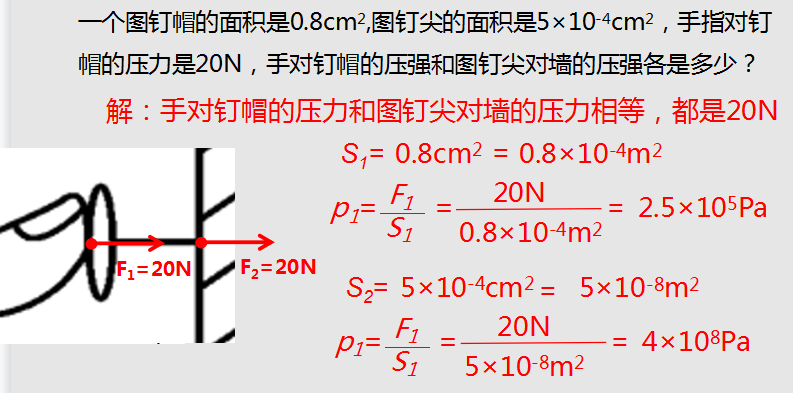 一个图钉帽的面积是0.8cm²,图钉尖的面积是5×10⁻⁴cm²，手指对钉
帽的压力是20N，手对钉帽的压强和图钉尖对墙的压强各是多少？
解：手对钉帽的压力和图钉尖对墙的压力相等，都是20N
S₁= 0.8cm² = 0.8×10⁻⁴m²
p₁= F₁/S₁ = 20N/0.8×10⁻⁴m² = 2.5×10⁵Pa
F₁=20N F₂=20N
S₂= 5×10⁻⁴cm² = 5×10⁻⁸m²
p₁= F₁/S₁ = 20N/5×10⁻⁸m² = 4×10⁸Pa